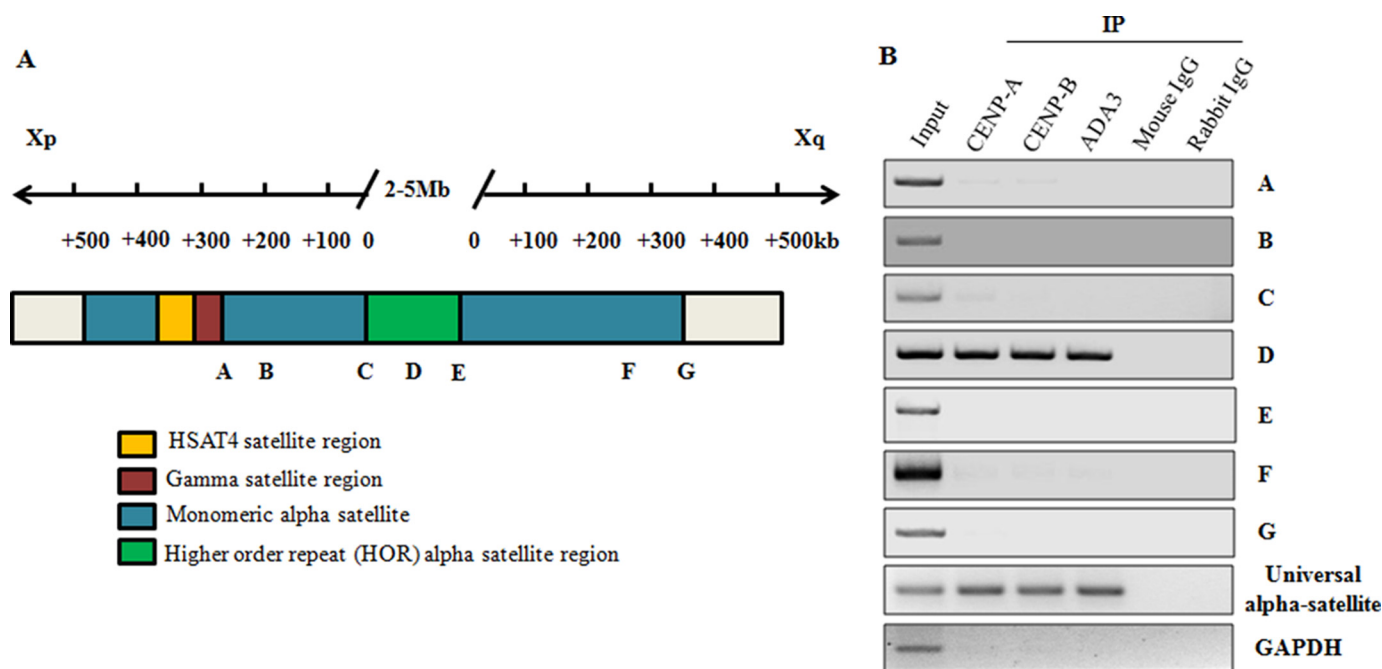 A
Xp
Xq
2-5Mb
+500 +400 +300 +200 +100 0 0 +100 +200 +300 +400 +500kb
A B C D E F G
HSAT4 satellite region
Gamma satellite region
Monomeric alpha satellite
Higher order repeat (HOR) alpha satellite region
B
IP
Input
CENP-A
CENP-B
ADA3
Mouse IgG
Rabbit IgG
A
B
C
D
E
F
G
Universal
alpha-satellite
GAPDH